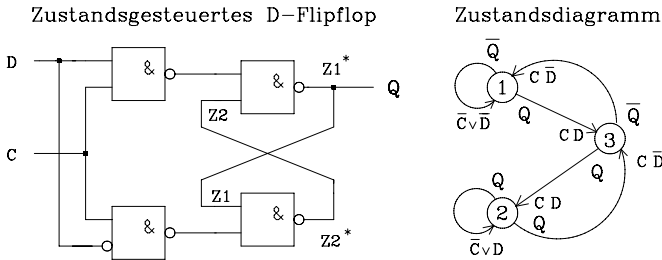 Zustandsgesteuertes D-Flipflop
D
C
&
&
&
&
Z1*
Q
Z2
Z1
Z2*
Zustandsdiagramm
Q̅
1
C D̅
C̅ v D̅
Q
C D
3
Q̅
C D̅
Q
Q
C D
2
Q
C̅ v D